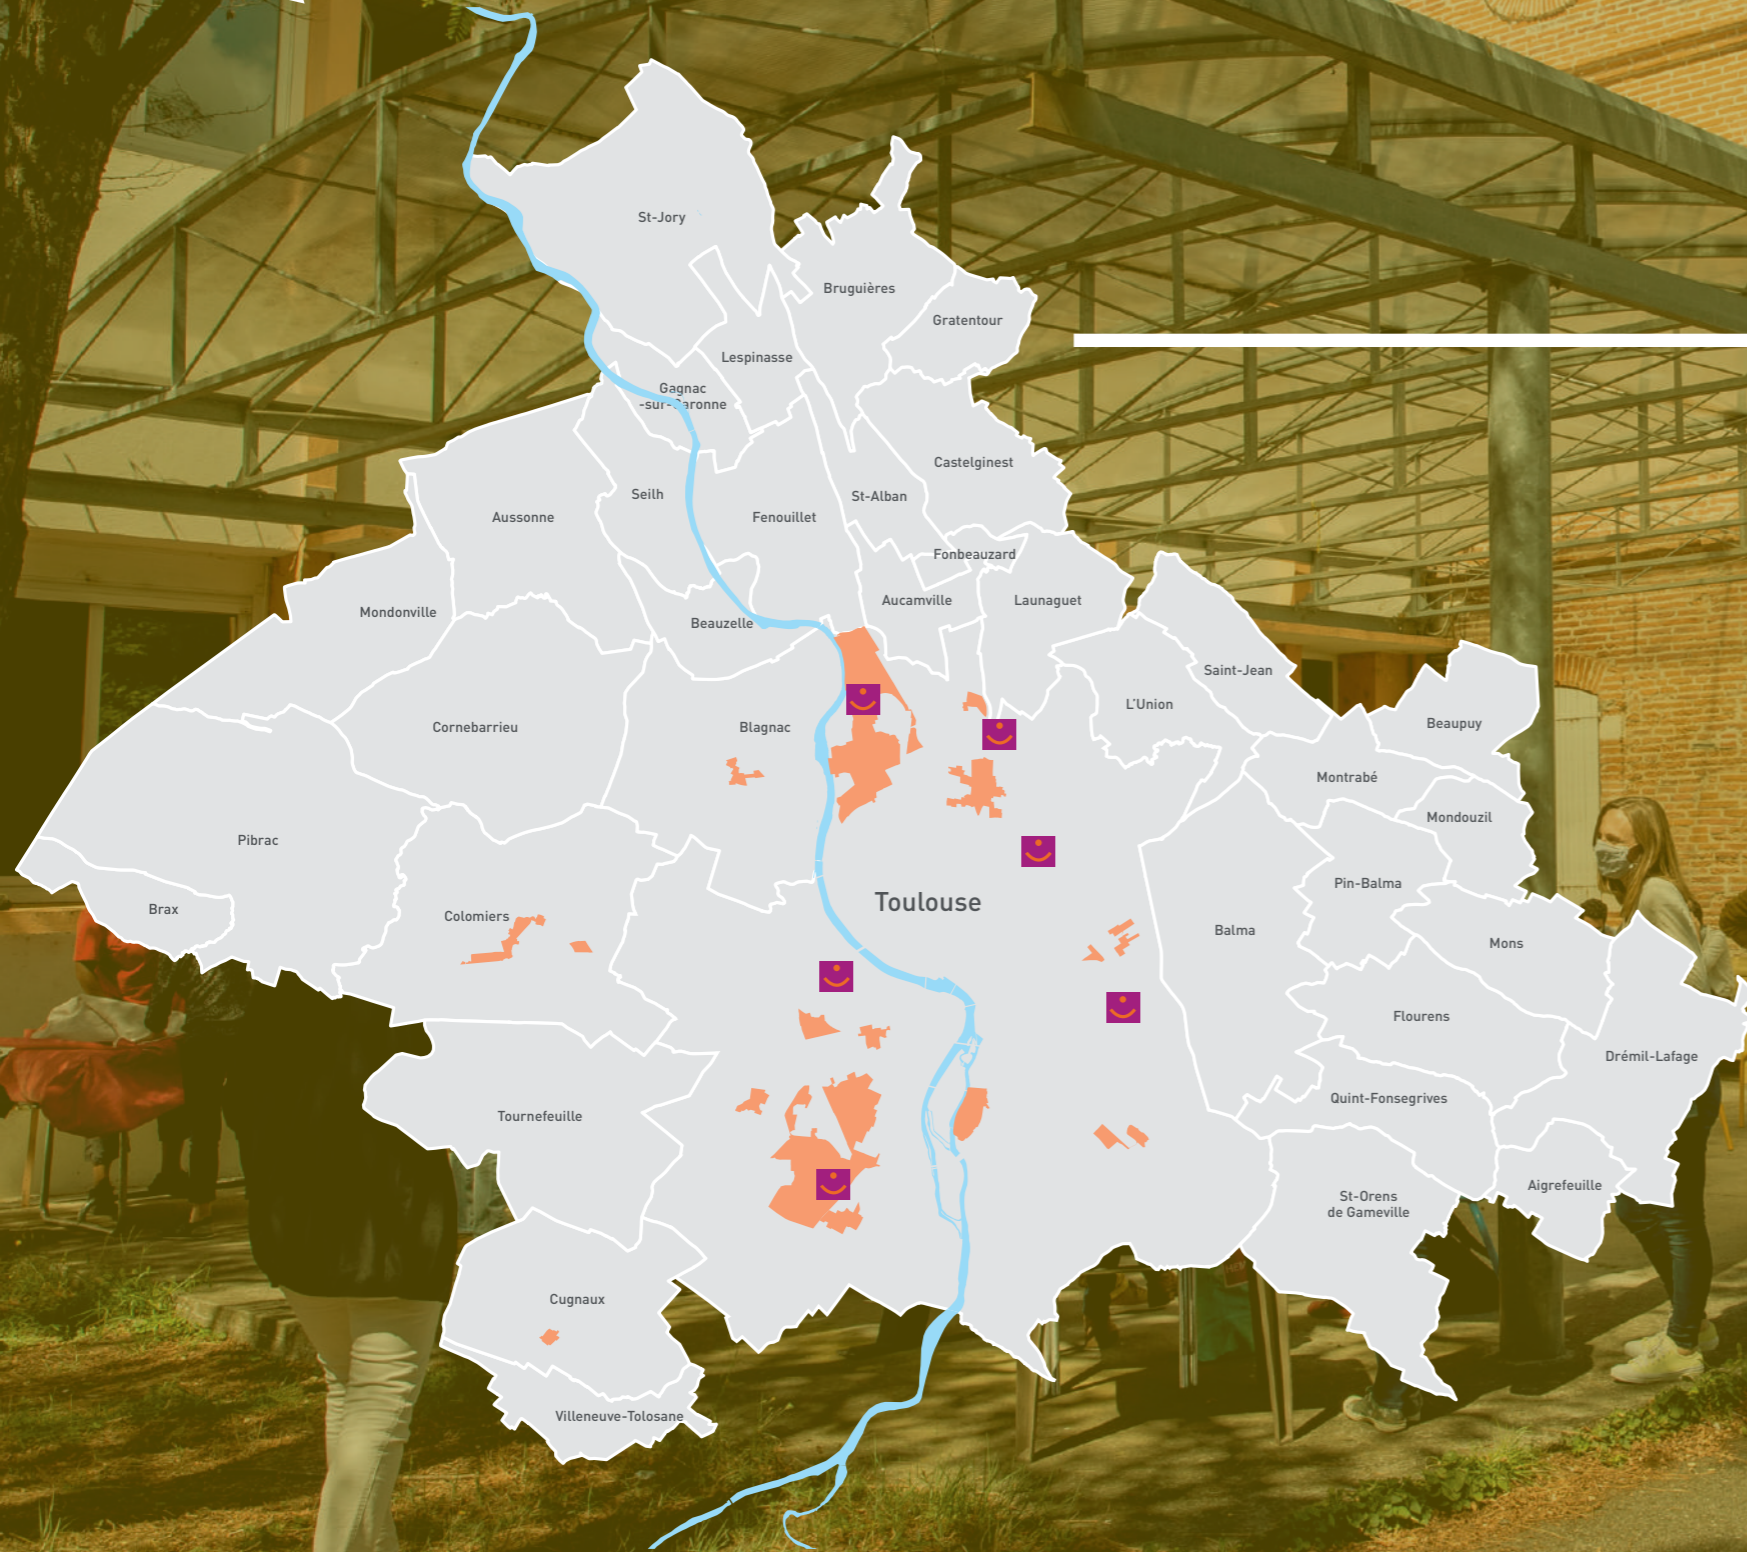 St-Jory
Bruguières
Gratentour
Lespinasse
Gagnac
-sur-Garonne
Castelginest
Seilh
St-Alban
Aussonne
Fenouillet
Fonbeauzard
Mondonville
Aucamville
Launaguet
Beauzelle
Saint-Jean
L'Union
Beaupuy
Cornebarrieu
Blagnac
Montrabé
Mondouzil
Pibrac
Pin-Balma
Toulouse
Brax
Colomiers
Balma
Mons
Flourens
Drémil-Lafage
Quint-Fonsegrives
Tournefeuille
Aigrefeuille
St-Orens
de Gameville
Cugnaux
Villeneuve-Tolosane